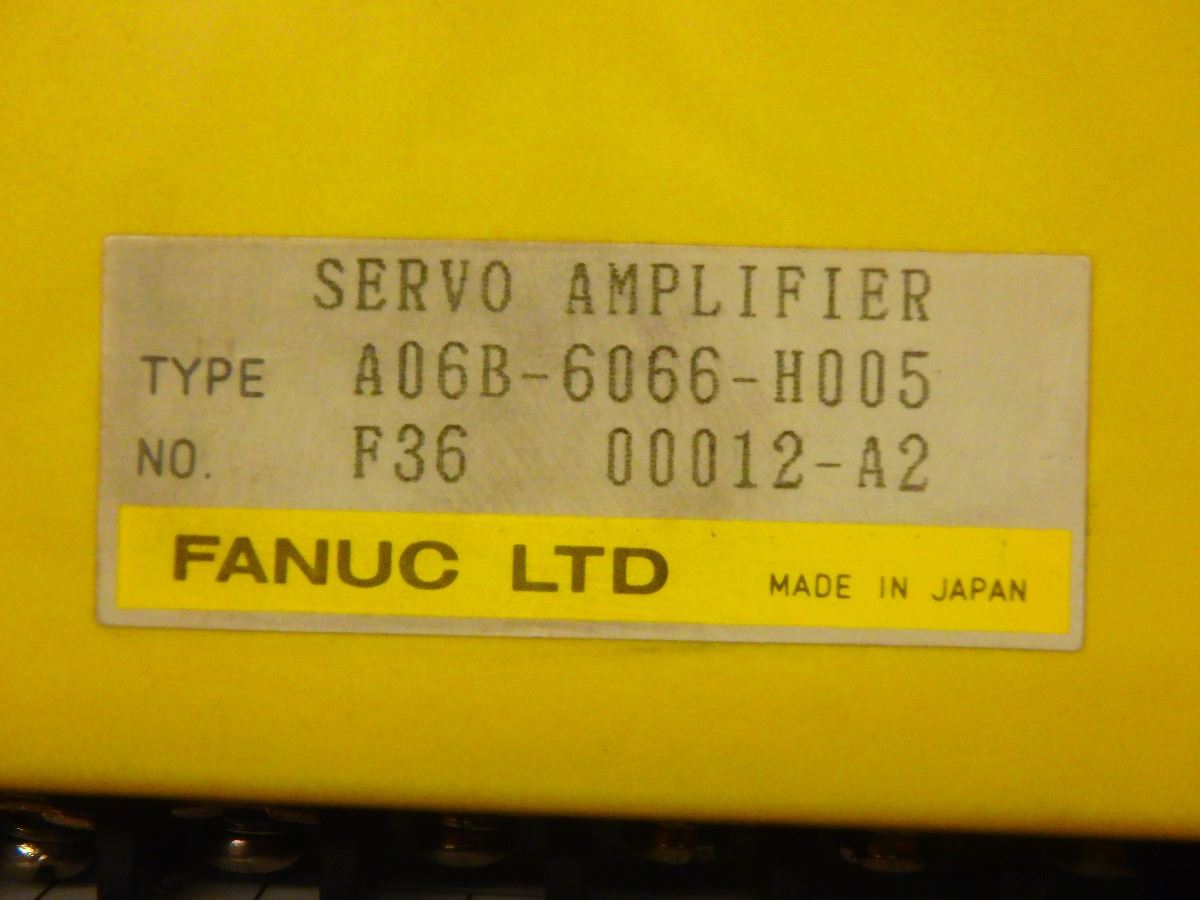 SERVO AMPLIFIER
TYPE A06B-6066-H005
NO. F36 00012-A2
FANUC LTD MADE IN JAPAN